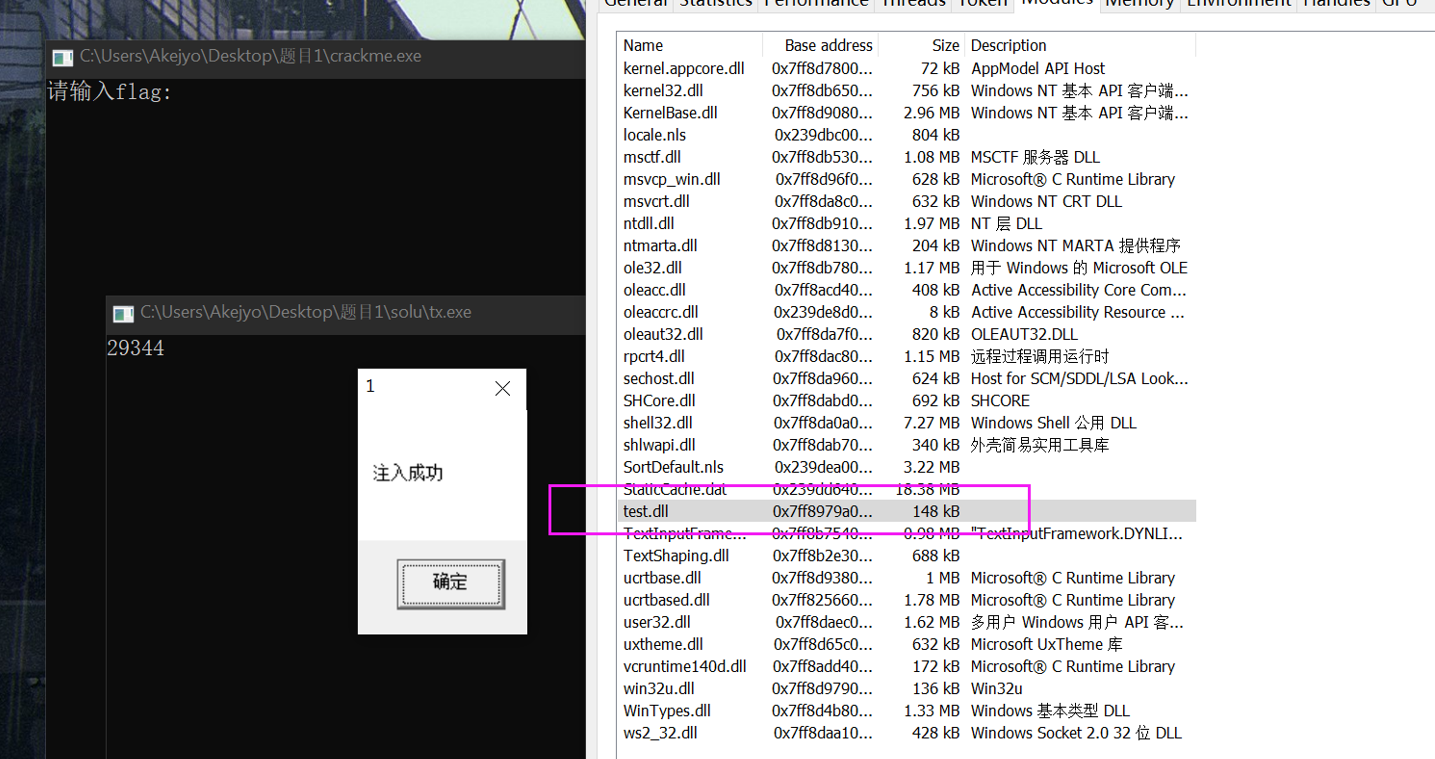 C:\Users\Akejyo\Desktop\题目1\crackme.exe
请输入flag:
C:\Users\Akejyo\Desktop\题目1\solu\tx.exe
29344
1
注入成功
确定
General Statistics Performance Threads Token Modules Memory Environment Handles GPU
Name Base address Size Description
kernel.appcore.dll 0x7ff8d7800... 72 kB AppModel API Host
kernel32.dll 0x7ff8db650... 756 kB Windows NT 基本 API 客户端...
KernelBase.dll 0x7ff8d9080... 2.96 MB Windows NT 基本 API 客户端...
locale.nls 0x239dbc00... 804 kB
msctf.dll 0x7ff8db530... 1.08 MB MSCTF 服务器 DLL
msvcp_win.dll 0x7ff8d96f0... 628 kB Microsoft® C Runtime Library
msvcrt.dll 0x7ff8da8c0... 632 kB Windows NT CRT DLL
ntdll.dll 0x7ff8db910... 1.97 MB NT 层 DLL
ntmarta.dll 0x7ff8d8130... 204 kB Windows NT MARTA 提供程序
ole32.dll 0x7ff8db780... 1.17 MB 用于 Windows 的 Microsoft OLE
oleacc.dll 0x7ff8acd40... 408 kB Active Accessibility Core Com...
oleaccrc.dll 0x239de8d0... 8 kB Active Accessibility Resource ...
oleaut32.dll 0x7ff8da7f0... 820 kB OLEAUT32.DLL
rpcrt4.dll 0x7ff8dac80... 1.15 MB 远程过程调用运行时
sechost.dll 0x7ff8da960... 624 kB Host for SCM/SDDL/LSA Look...
SHCore.dll 0x7ff8dabd0... 692 kB SHCORE
shell32.dll 0x7ff8da0a0... 7.27 MB Windows Shell 公用 DLL
shlwapi.dll 0x7ff8dab70... 340 kB 外壳简易实用工具库
SortDefault.nls 0x239dea00... 3.22 MB
StaticCache.dat 0x239dd640... 18.38 MB
test.dll 0x7ff8979a0... 148 kB
TextInputFrame... 0x7ff8b7540... 0.98 MB "TextInputFramework.DYNLI...
TextShaping.dll 0x7ff8b2e30... 688 kB
ucrtbase.dll 0x7ff8d9380... 1 MB Microsoft® C Runtime Library
ucrtbased.dll 0x7ff825660... 1.78 MB Microsoft® C Runtime Library
user32.dll 0x7ff8daec0... 1.62 MB 多用户 Windows 用户 API 客...
uxtheme.dll 0x7ff8d65c0... 632 kB Microsoft UxTheme 库
vcruntime140d.dll 0x7ff8add40... 172 kB Microsoft® C Runtime Library
win32u.dll 0x7ff8d9790... 136 kB Win32u
WinTypes.dll 0x7ff8d4b80... 1.33 MB Windows 基本类型 DLL
ws2_32.dll 0x7ff8daa10... 428 kB Windows Socket 2.0 32 位 DLL